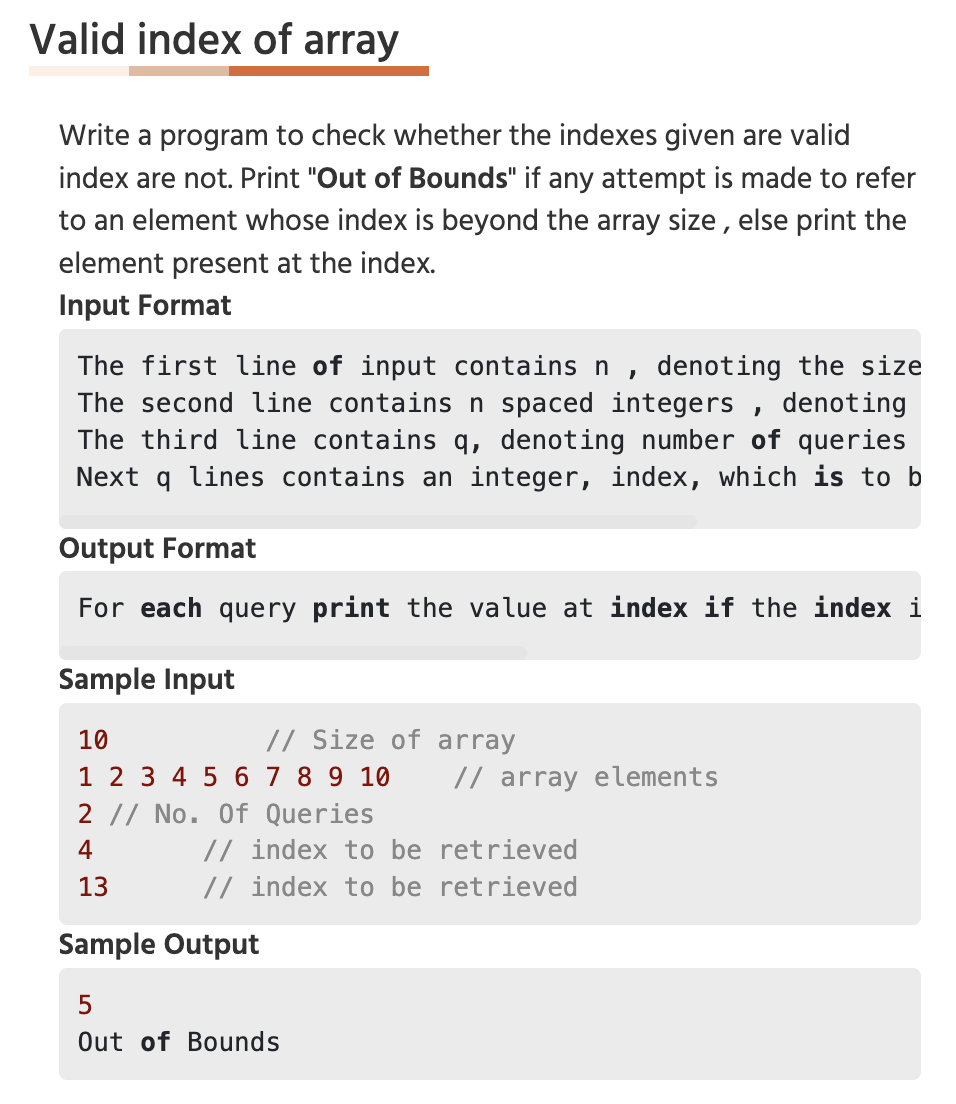 Valid index of array
Write a program to check whether the indexes given are valid
index are not. Print "Out of Bounds" if any attempt is made to refer
to an element whose index is beyond the array size , else print the
element present at the index.
Input Format
The first line of input contains n , denoting the size
The second line contains n spaced integers , denoting
The third line contains q, denoting number of queries
Next q lines contains an integer, index, which is to b
Output Format
For each query print the value at index if the index i
Sample Input
10 // Size of array
1 2 3 4 5 6 7 8 9 10 // array elements
2 // No. Of Queries
4 // index to be retrieved
13 // index to be retrieved
Sample Output
5
Out of Bounds